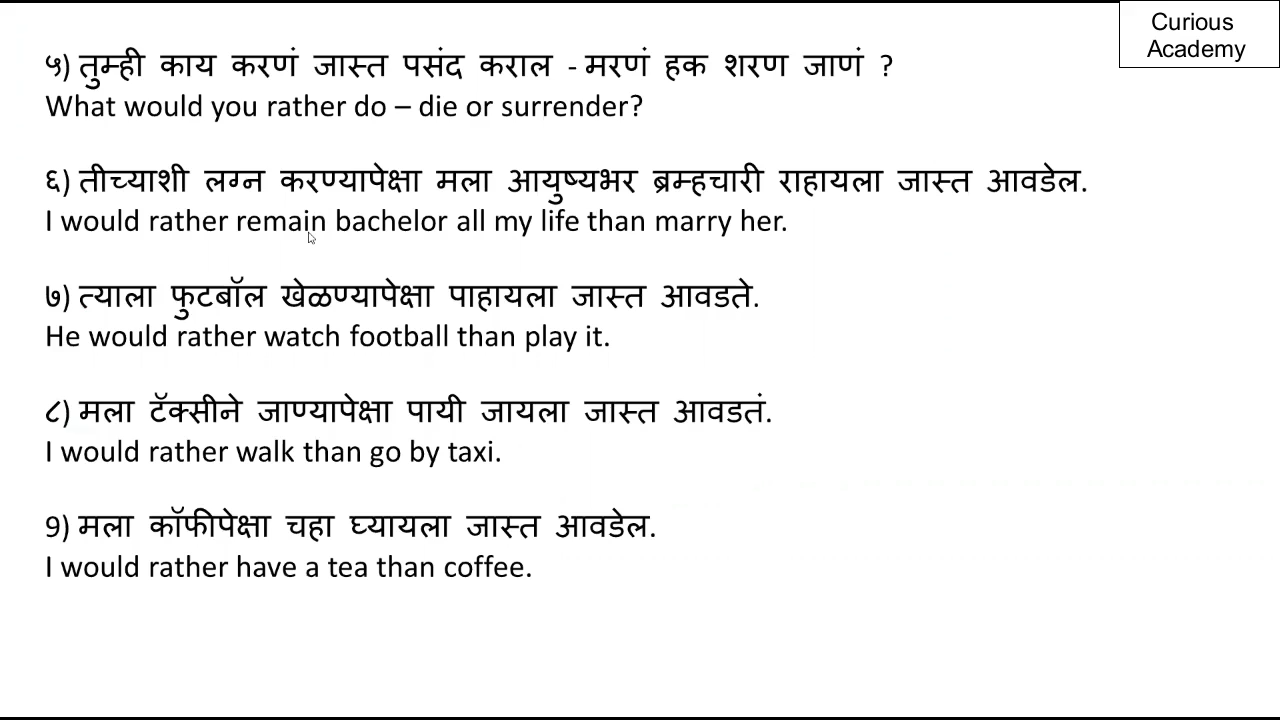 Curious
Academy
५) तुम्ही काय करणं जास्त पसंद कराल - मरणं हक शरण जाणं ?
What would you rather do – die or surrender?
६) तीच्याशी लग्न करण्यापेक्षा मला आयुष्यभर ब्रम्हचारी राहायला जास्त आवडेल.
I would rather remain bachelor all my life than marry her.
७) त्याला फुटबॉल खेळण्यापेक्षा पाहायला जास्त आवडते.
He would rather watch football than play it.
८) मला टॅक्सीने जाण्यापेक्षा पायी जायला जास्त आवडतं.
I would rather walk than go by taxi.
9) मला कॉफीपेक्षा चहा घ्यायला जास्त आवडेल.
I would rather have a tea than coffee.